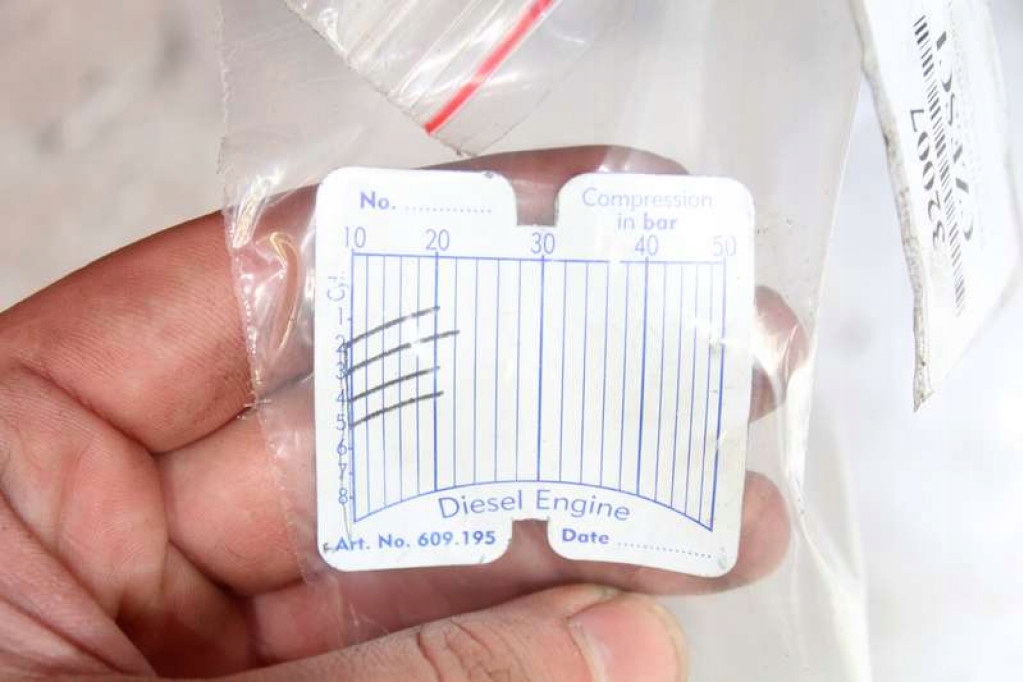 No. ..............
Compression
in bar
10 20 30 40 50
Cyl.
1
2
3
4
5
6
7
8
Diesel Engine
Art. No. 609.195
Date ..............
32007